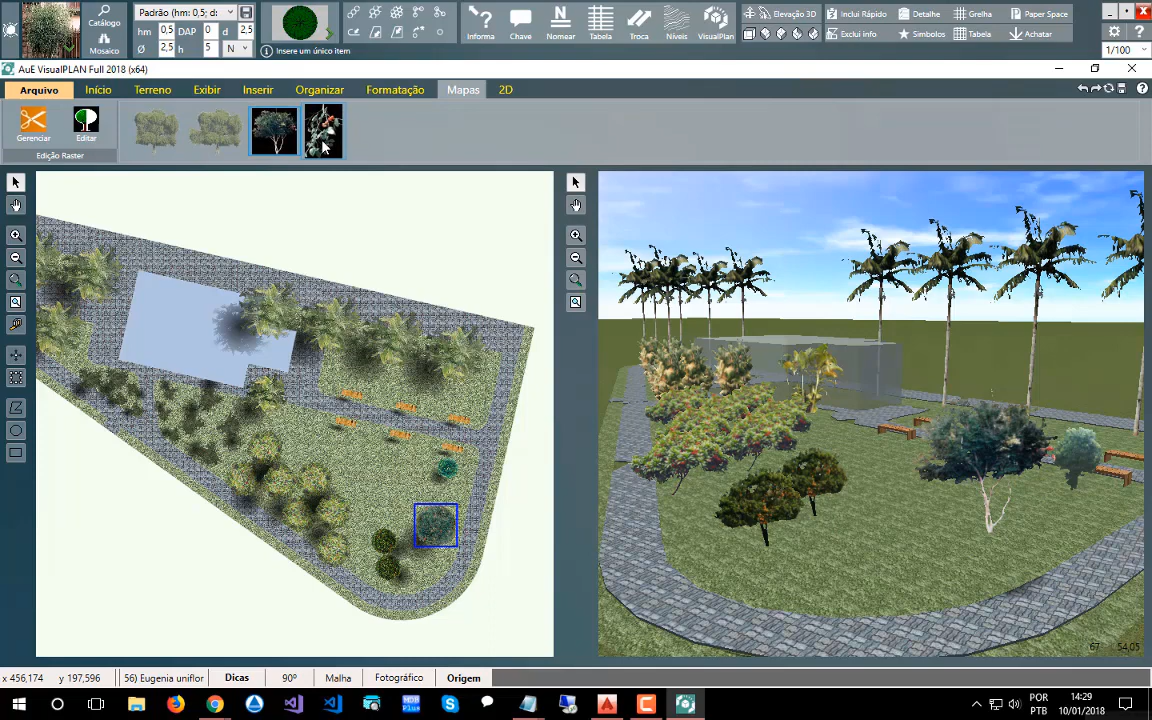 Catálogo
Mosaico
Padrão (hm: 0,5; d:
hm 0,5 DAP 0 d 2,5
Ø 2,5 h 5 N
Insere um único item
Informa
Chave
Nomear
Tabela
Troca
Níveis
VisualPlan
Elevação 3D
Inclui Rápido
Detalhe
Grelha
Paper Space
Exclui info
Símbolos
Tabela
Achatar
1/100
AuE VisualPLAN Full 2018 (x64)
Arquivo
Início
Terreno
Exibir
Inserir
Organizar
Formatação
Mapas
2D
Gerenciar
Editar
Edição Raster
67 54,05
x 456,174 y 197,596
56) Eugenia uniflor
Dicas
90º
Malha
Fotográfico
Origem
POR
PTB
14:29
10/01/2018